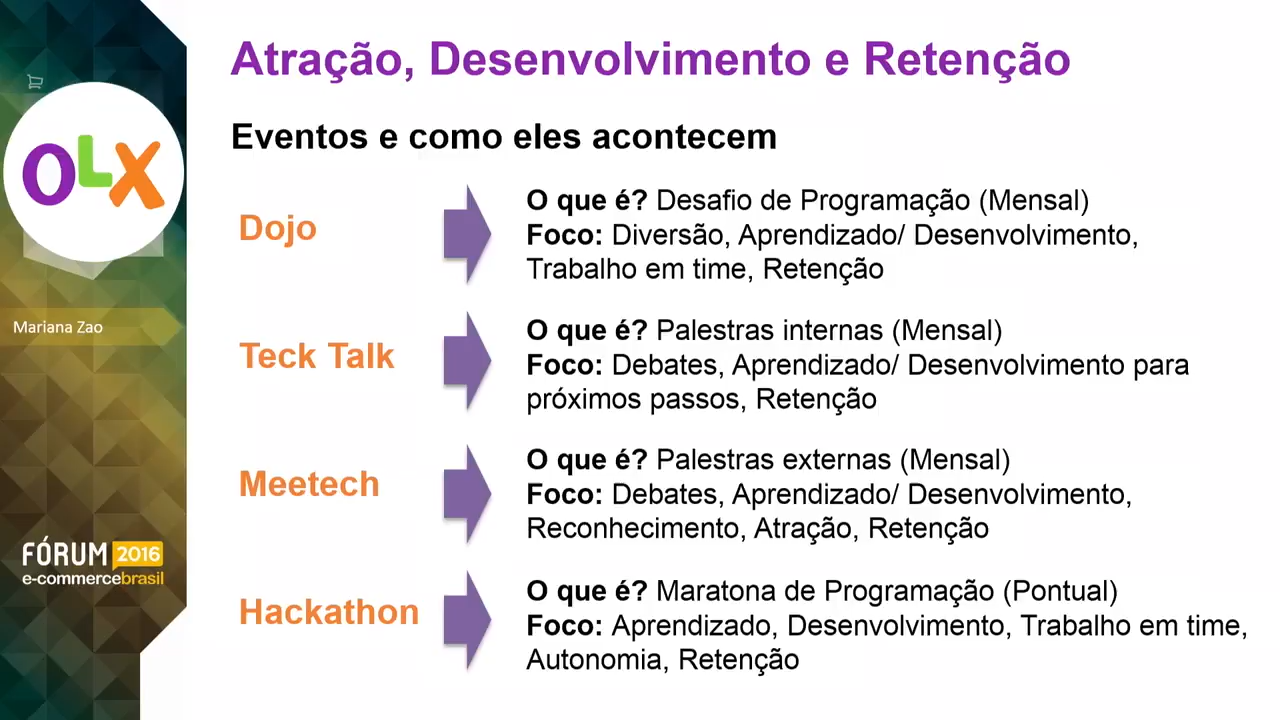 Atração, Desenvolvimento e Retenção
Eventos e como eles acontecem
OLX
Mariana Zao
FÓRUM 2016
e-commercebrasil
Dojo
O que é? Desafio de Programação (Mensal)
Foco: Diversão, Aprendizado/ Desenvolvimento,
Trabalho em time, Retenção
Teck Talk
O que é? Palestras internas (Mensal)
Foco: Debates, Aprendizado/ Desenvolvimento para
próximos passos, Retenção
Meetech
O que é? Palestras externas (Mensal)
Foco: Debates, Aprendizado/ Desenvolvimento,
Reconhecimento, Atração, Retenção
Hackathon
O que é? Maratona de Programação (Pontual)
Foco: Aprendizado, Desenvolvimento, Trabalho em time,
Autonomia, Retenção